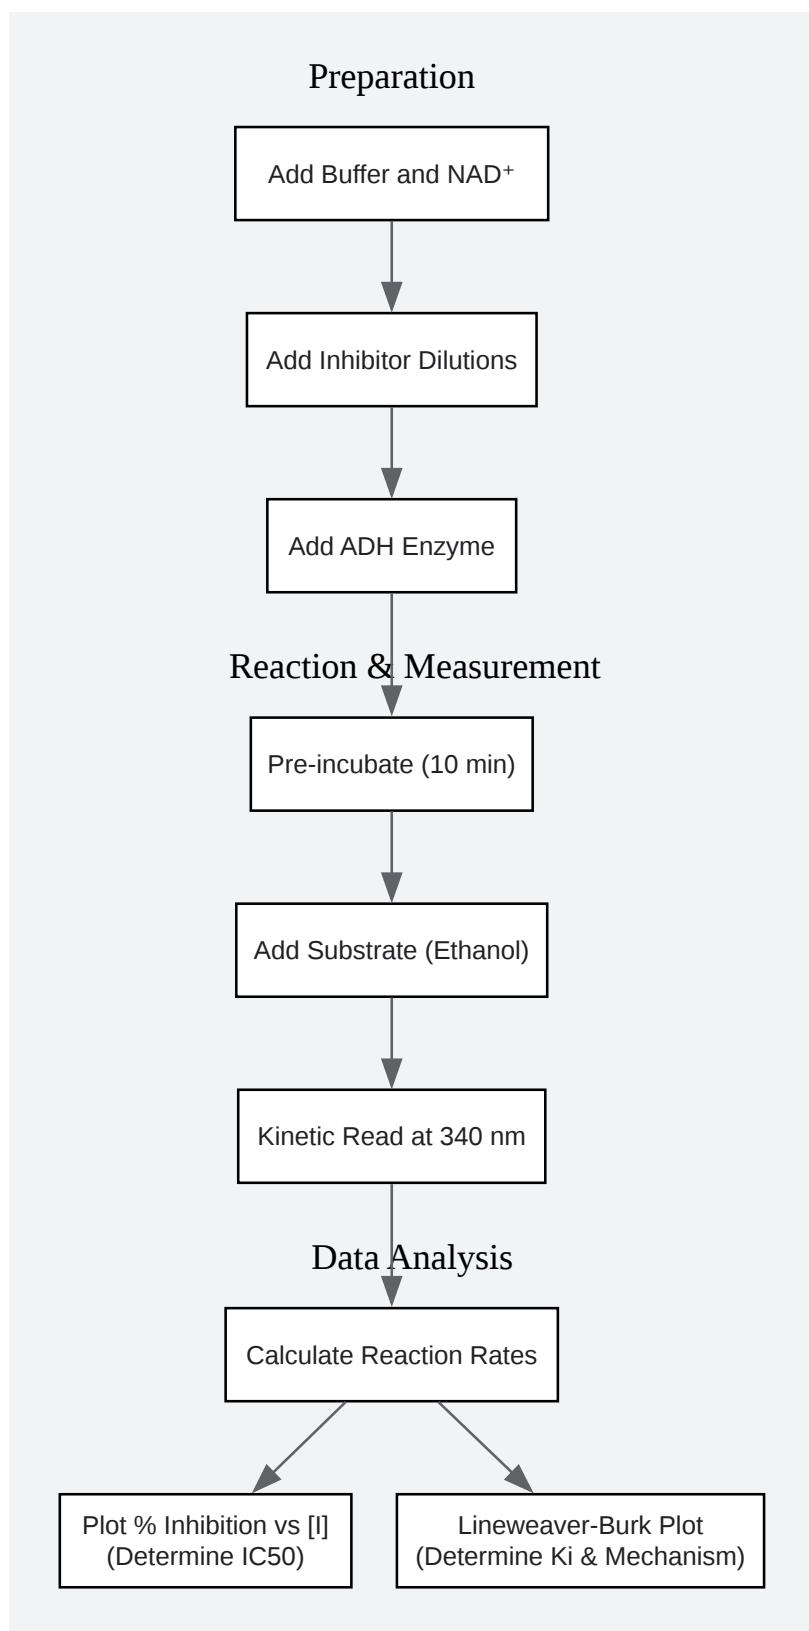 Preparation
Add Buffer and NAD⁺
Add Inhibitor Dilutions
Add ADH Enzyme
Reaction & Measurement
Pre-incubate (10 min)
Add Substrate (Ethanol)
Kinetic Read at 340 nm
Data Analysis
Calculate Reaction Rates
Plot % Inhibition vs [I]
(Determine IC50)
Lineweaver-Burk Plot
(Determine Ki & Mechanism)